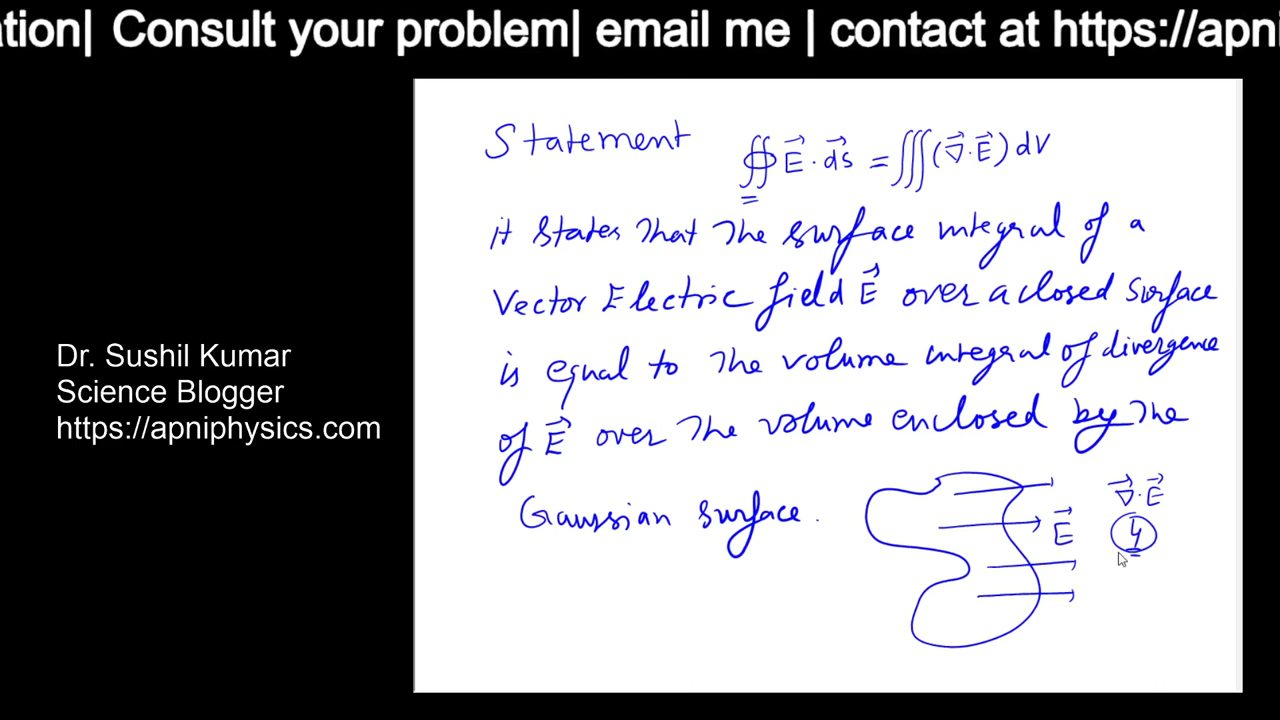 ation| Consult your problem| email me | contact at https://apni
Statement ∯ E⃗ · d⃗s = ∭(∇⃗ · E⃗) dV
it states that the surface integral of a
Vector Electric field E⃗ over a closed surface
is equal to the volume integral of divergence
of E⃗ over the volume enclosed by the
Gaussian surface.
E⃗
∇⃗ · E⃗
4
Dr. Sushil Kumar
Science Blogger
https://apniphysics.com